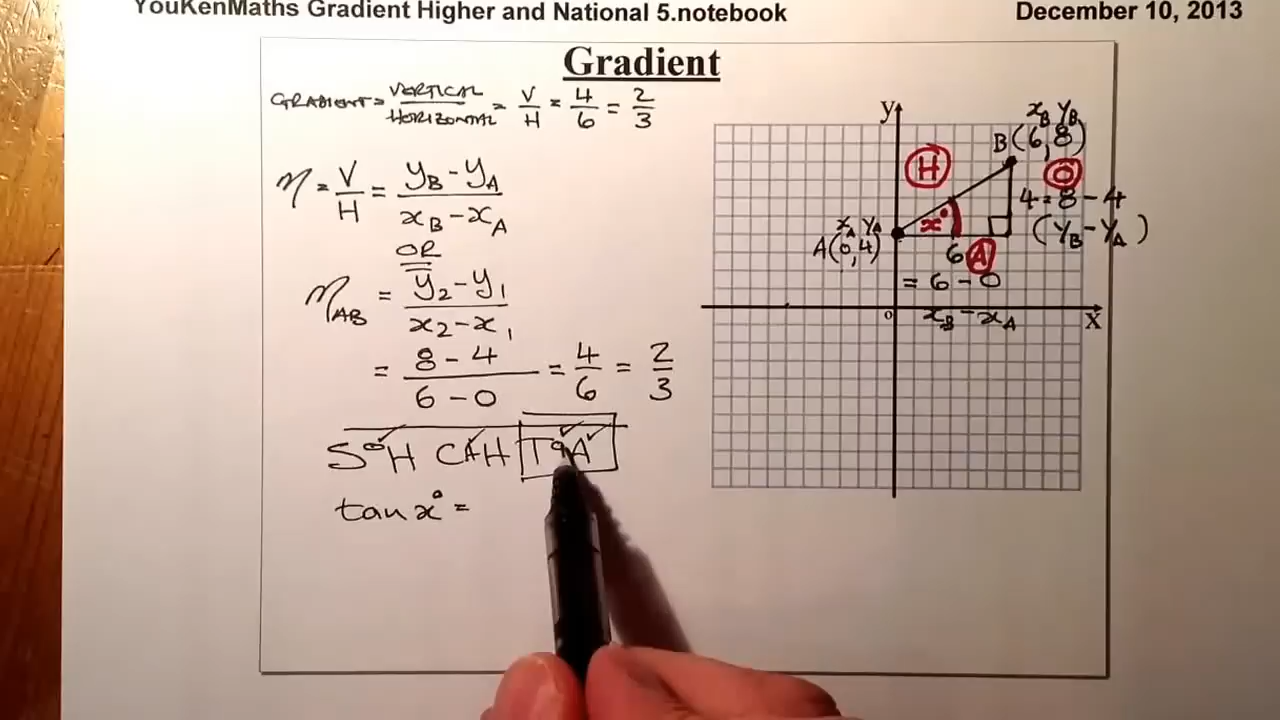 YouKenMaths Gradient Higher and National 5.notebook
December 10, 2013
Gradient
GRADIENT = VERTICAL / HORIZONTAL = V/H = 4/6 = 2/3
m = V/H = yB - yA / xB - xA
OR
mAB = y2 - y1 / x2 - x1
= 8 - 4 / 6 - 0 = 4/6 = 2/3
SOH CAH TOA
tan x° =
y
xB yB
B(6,8)
H
O
4 = 8 - 4
(yB - yA)
xA yA
A(0,4)
x°
6 A
= 6 - 0
xB - xA
o
x